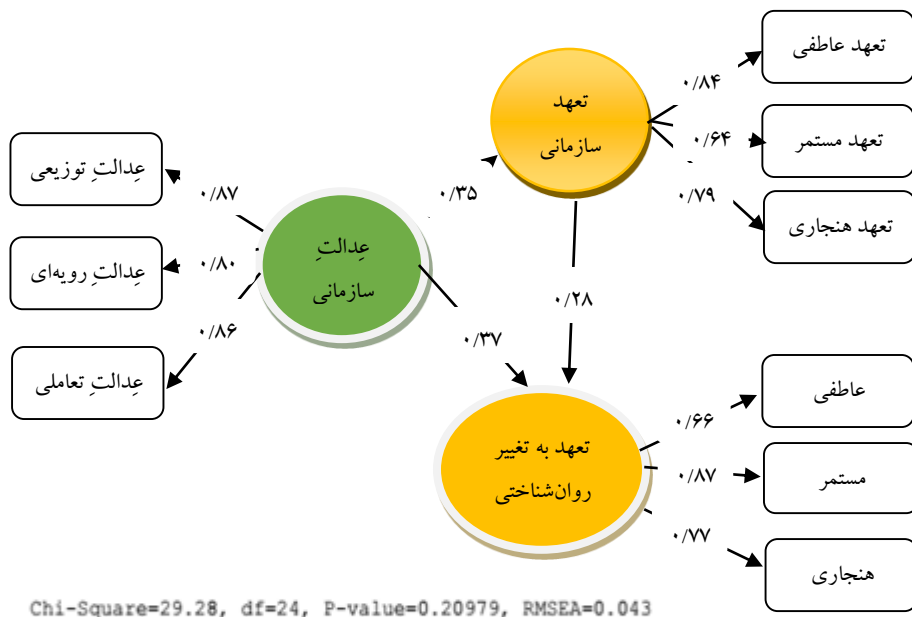 تعهد عاطفی
۰/۸۴
تعهد
سازمانی
تعهد مستمر
۰/۶۴
عِدالتِ توزیعی
۰/۸۷
۰/۳۵
۰/۷۹
تعهد هنجاری
عِدالتِ
سازمانی
عِدالتِ رویه‌ای
۰/۸۰
۰/۲۸
۰/۸۶
۰/۳۷
عِدالتِ تعاملی
عاطفی
۰/۶۶
تعهد به تغییر
روان‌شناختی
۰/۸۷
مستمر
۰/۷۷
هنجاری
Chi-Square=29.28, df=24, P-value=0.20979, RMSEA=0.043